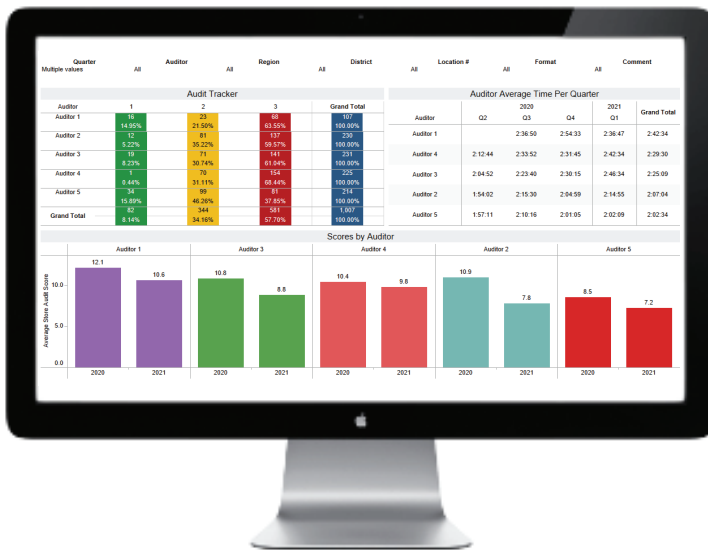 Quarter Auditor Region District Location # Format Comment
Multiple values All All All All All All
Audit Tracker
Auditor 1 2 3 Grand Total
Auditor 1 16 23 68 107
14.95% 21.50% 63.55% 100.00%
Auditor 2 12 81 137 230
5.22% 35.22% 59.57% 100.00%
Auditor 3 19 71 141 231
8.23% 30.74% 61.04% 100.00%
Auditor 4 1 70 154 225
0.44% 31.11% 68.44% 100.00%
Auditor 5 34 99 81 214
15.89% 46.26% 37.85% 100.00%
Grand Total 82 344 581 1,007
8.14% 34.16% 57.70% 100.00%
Auditor Average Time Per Quarter
2020 2021
Auditor Q2 Q3 Q4 Q1 Grand Total
Auditor 1 2:36:50 2:54:33 2:36:47 2:42:34
Auditor 4 2:12:44 2:33:52 2:31:45 2:42:34 2:29:30
Auditor 3 2:04:52 2:23:40 2:30:15 2:46:34 2:25:09
Auditor 2 1:54:02 2:15:30 2:04:59 2:14:55 2:07:04
Auditor 5 1:57:11 2:10:16 2:01:05 2:02:09 2:02:34
Scores by Auditor
Auditor 1 Auditor 3 Auditor 4 Auditor 2 Auditor 5
Average Store Audit Score
10.0
5.0
0.0
12.1 10.6 10.8 8.8 10.4 9.8 10.9 7.8 8.5 7.2
2020 2021 2020 2021 2020 2021 2020 2021 2020 2021